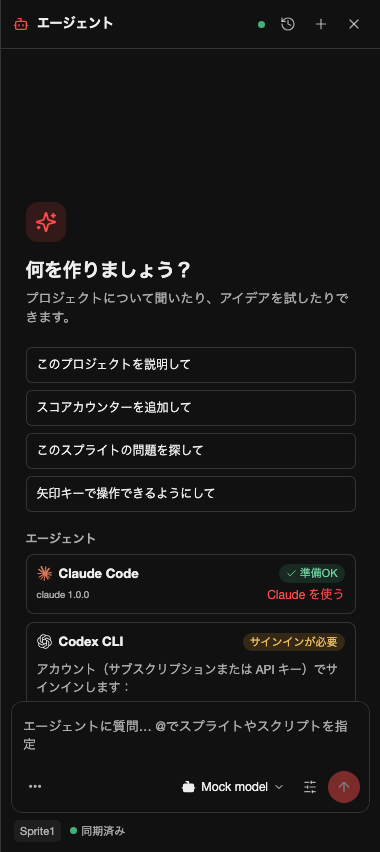 エージェント
何を作りましょう？
プロジェクトについて聞いたり、アイデアを試したりで
きます。
このプロジェクトを説明して
スコアカウンターを追加して
このスプライトの問題を探して
矢印キーで操作できるようにして
エージェント
Claude Code
準備OK
claude 1.0.0
Claude を使う
Codex CLI
サインインが必要
アカウント（サブスクリプションまたは API キー）でサ
インインします：
エージェントに質問... @でスプライトやスクリプトを指
定
Mock model
Sprite1
同期済み